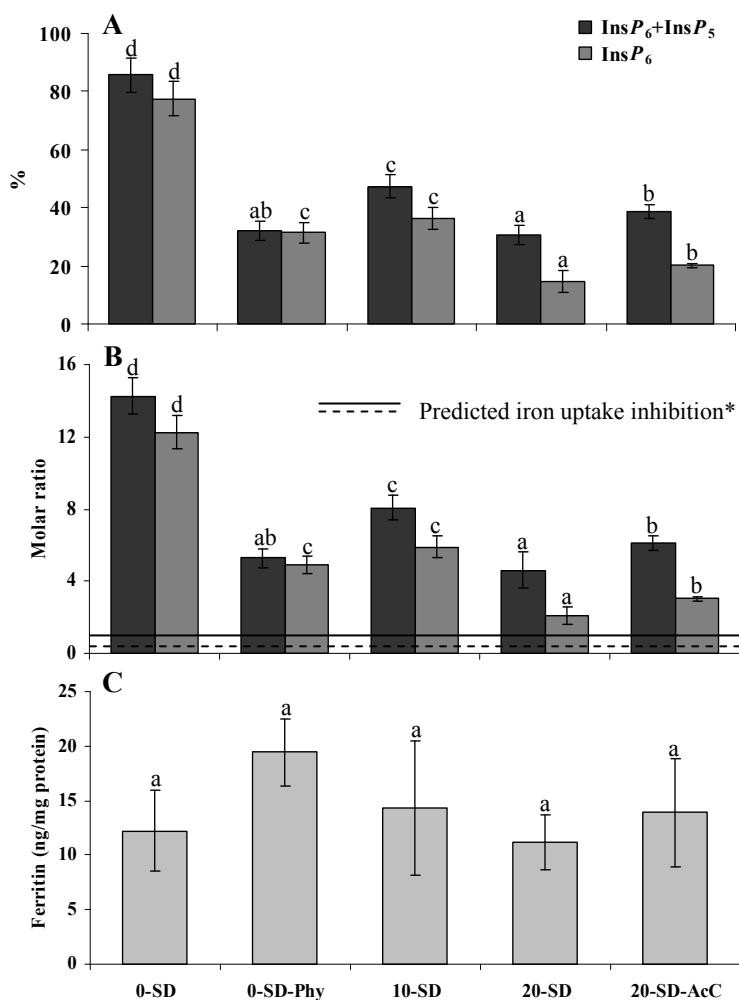 A
InsP6+InsP5
InsP6
100
80
60
40
20
0
%
d
d
ab
c
c
c
a
a
b
b
B
16
12
8
4
0
Molar ratio
d
d
Predicted iron uptake inhibition*
ab
c
c
c
a
a
b
b
C
25
20
15
10
5
0
Ferritin (ng/mg protein)
a
a
a
a
a
0-SD 0-SD-Phy 10-SD 20-SD 20-SD-AcC